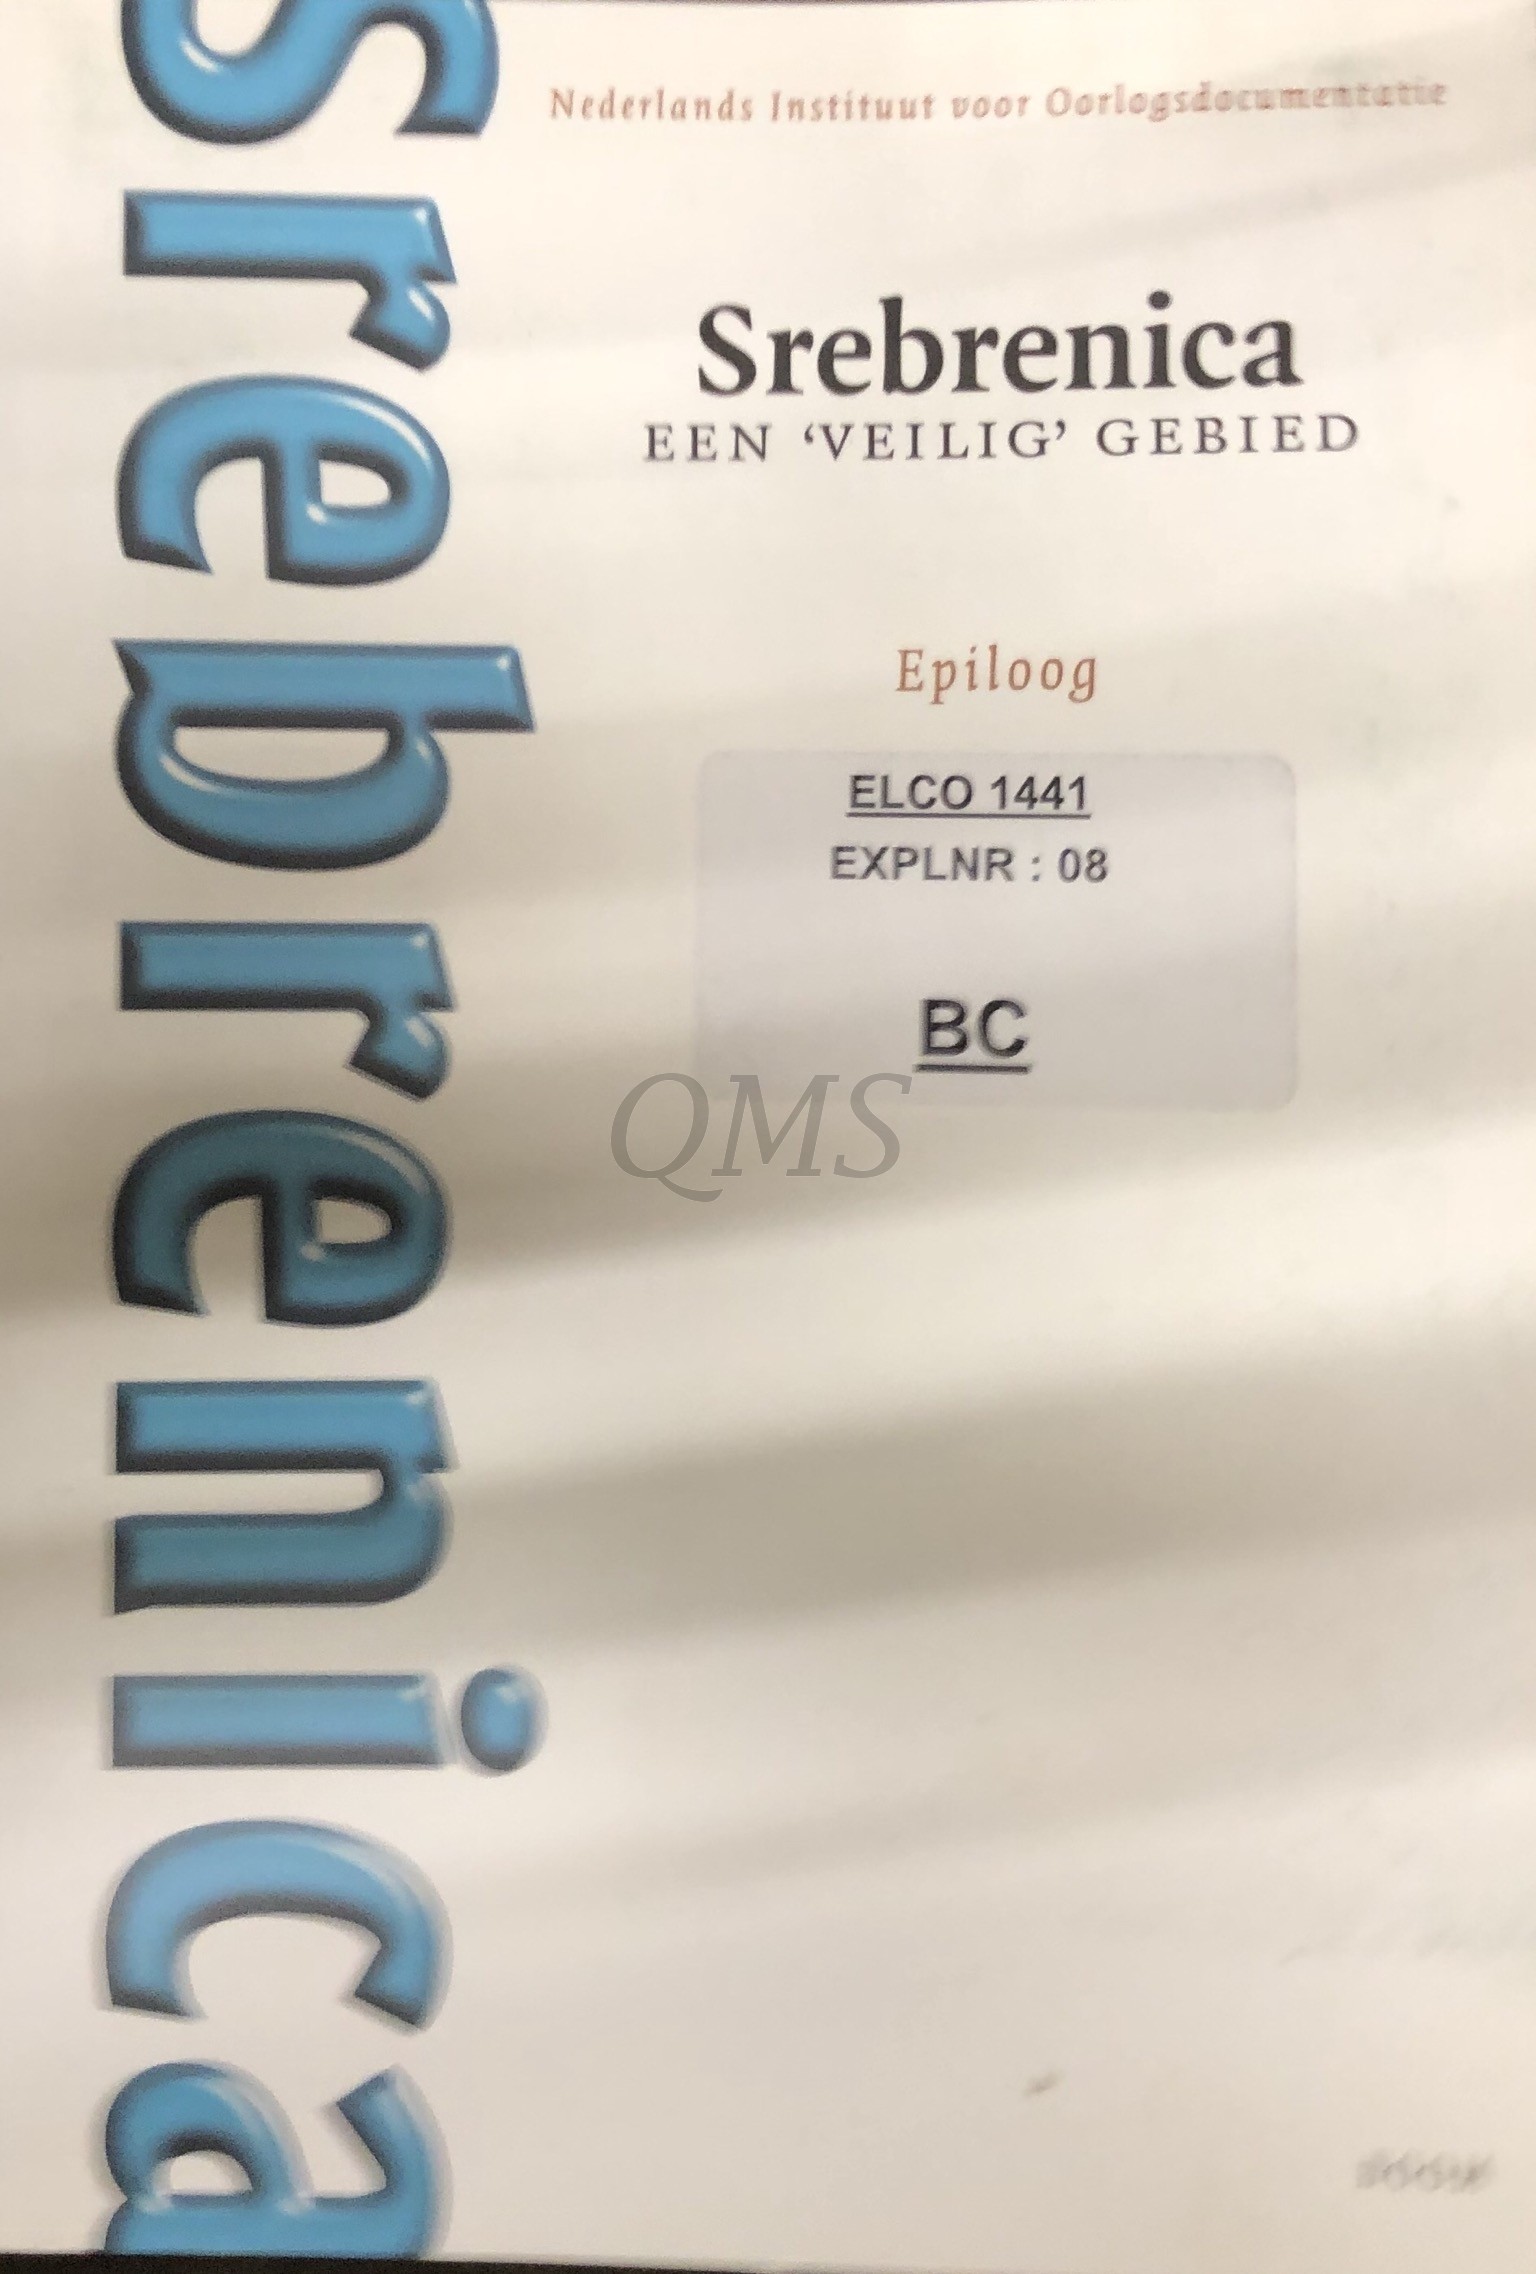 Srebrenica
Nederlands Instituut voor Oorlogsdocumentatie
Srebrenica
EEN ‘VEILIG’ GEBIED
Epiloog
ELCO 1441
EXPLNR : 08
BC
QMS